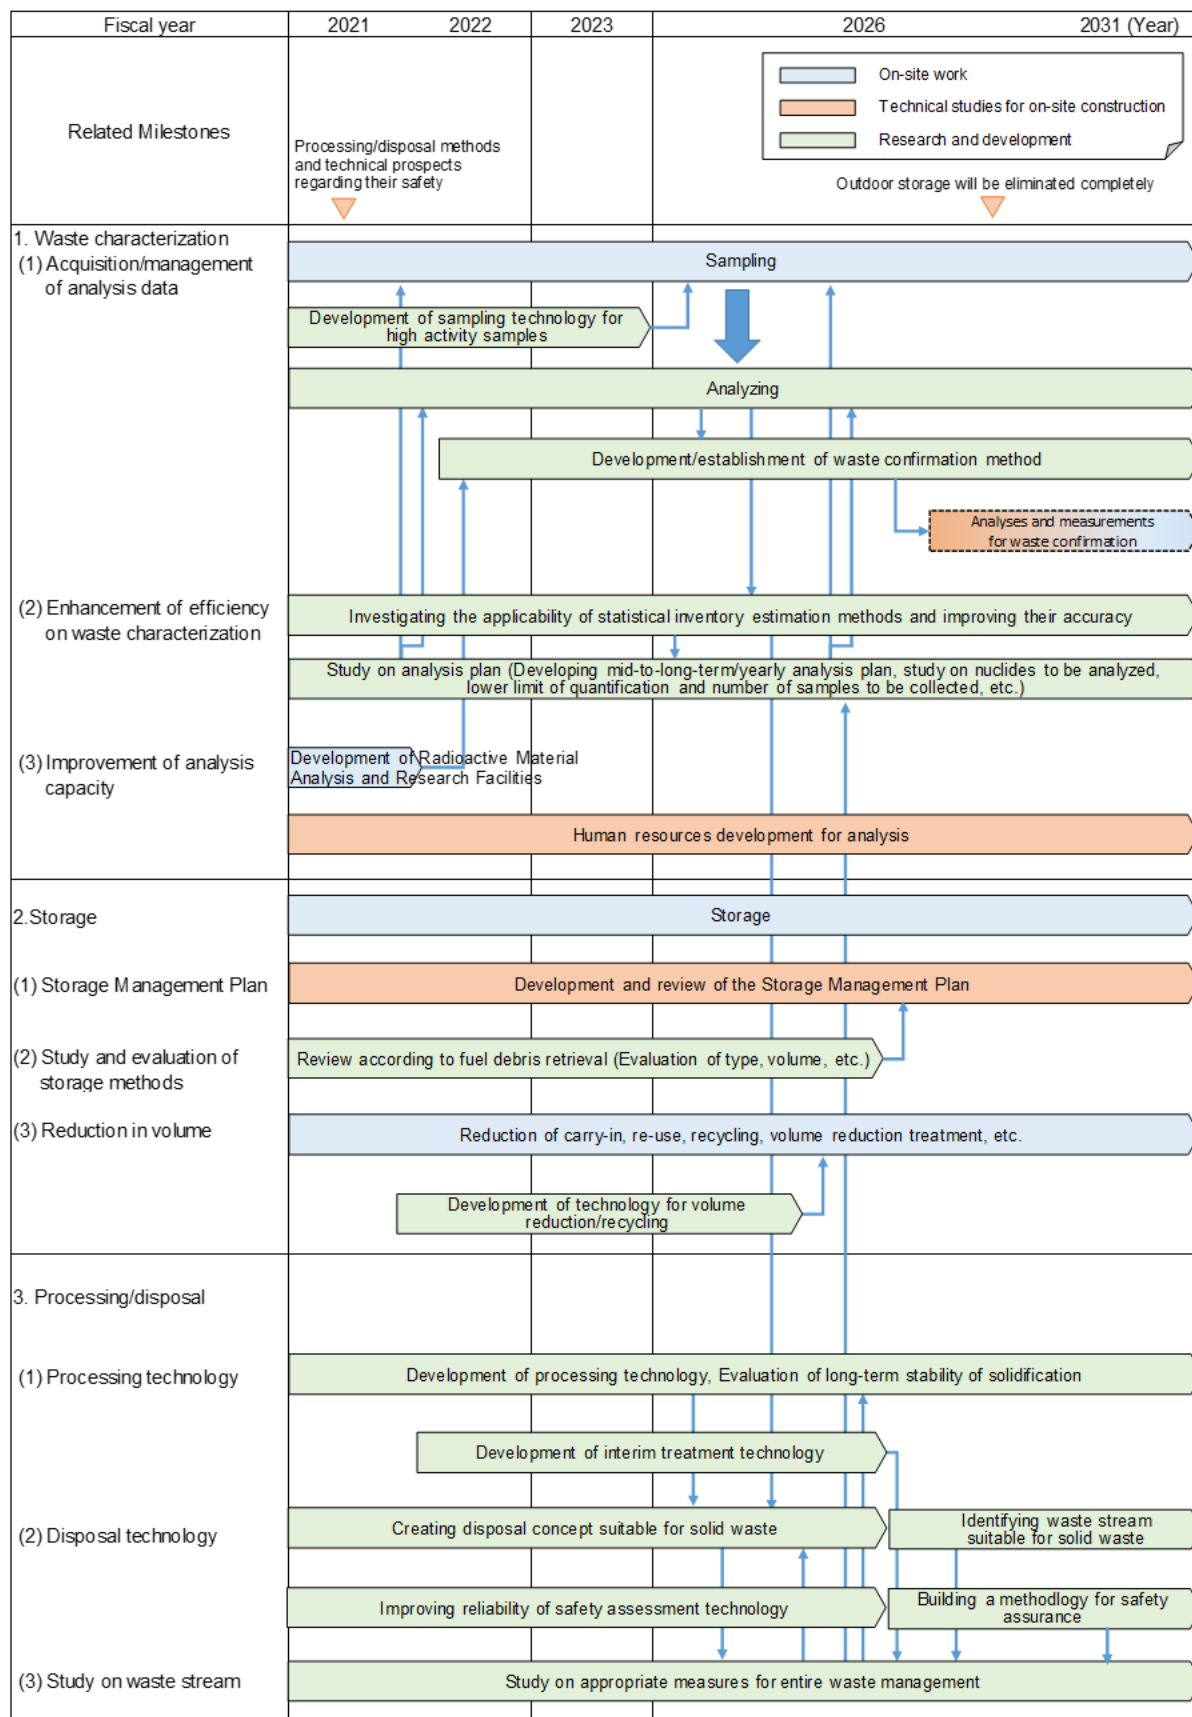 Fiscal year
2021
2022
2023
2026
2031 (Year)
On-site work
Technical studies for on-site construction
Research and development
Related Milestones
Processing/disposal methods
and technical prospects
regarding their safety
Outdoor storage will be eliminated completely
1. Waste characterization
(1) Acquisition/management
of analysis data
Sampling
Development of sampling technology for
high activity samples
Analyzing
Development/establishment of waste confirmation method
Analyses and measurements
for waste confirmation
(2) Enhancement of efficiency
on waste characterization
Investigating the applicability of statistical inventory estimation methods and improving their accuracy
Study on analysis plan (Developing mid-to-long-term/yearly analysis plan, study on nuclides to be analyzed,
lower limit of quantification and number of samples to be collected, etc.)
(3) Improvement of analysis
capacity
Development of Radioactive Material
Analysis and Research Facilities
Human resources development for analysis
2.Storage
Storage
(1) Storage Management Plan
Development and review of the Storage Management Plan
(2) Study and evaluation of
storage methods
Review according to fuel debris retrieval (Evaluation of type, volume, etc.)
(3) Reduction in volume
Reduction of carry-in, re-use, recycling, volume reduction treatment, etc.
Development of technology for volume
reduction/recycling
3. Processing/disposal
(1) Processing technology
Development of processing technology, Evaluation of long-term stability of solidification
Development of interim treatment technology
(2) Disposal technology
Creating disposal concept suitable for solid waste
Identifying waste stream
suitable for solid waste
Improving reliability of safety assessment technology
Building a methodlogy for safety
assurance
(3) Study on waste stream
Study on appropriate measures for entire waste management